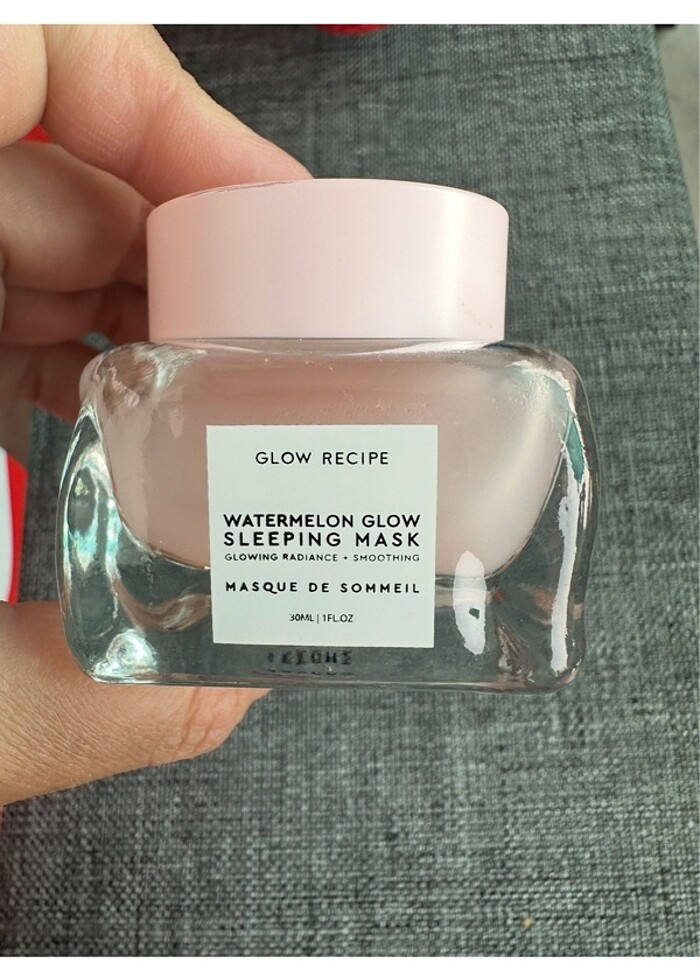 GLOW RECIPE
WATERMELON GLOW
SLEEPING MASK
GLOWING RADIANCE + SMOOTHING
MASQUE DE SOMMEIL
30ML | 1FL.OZ